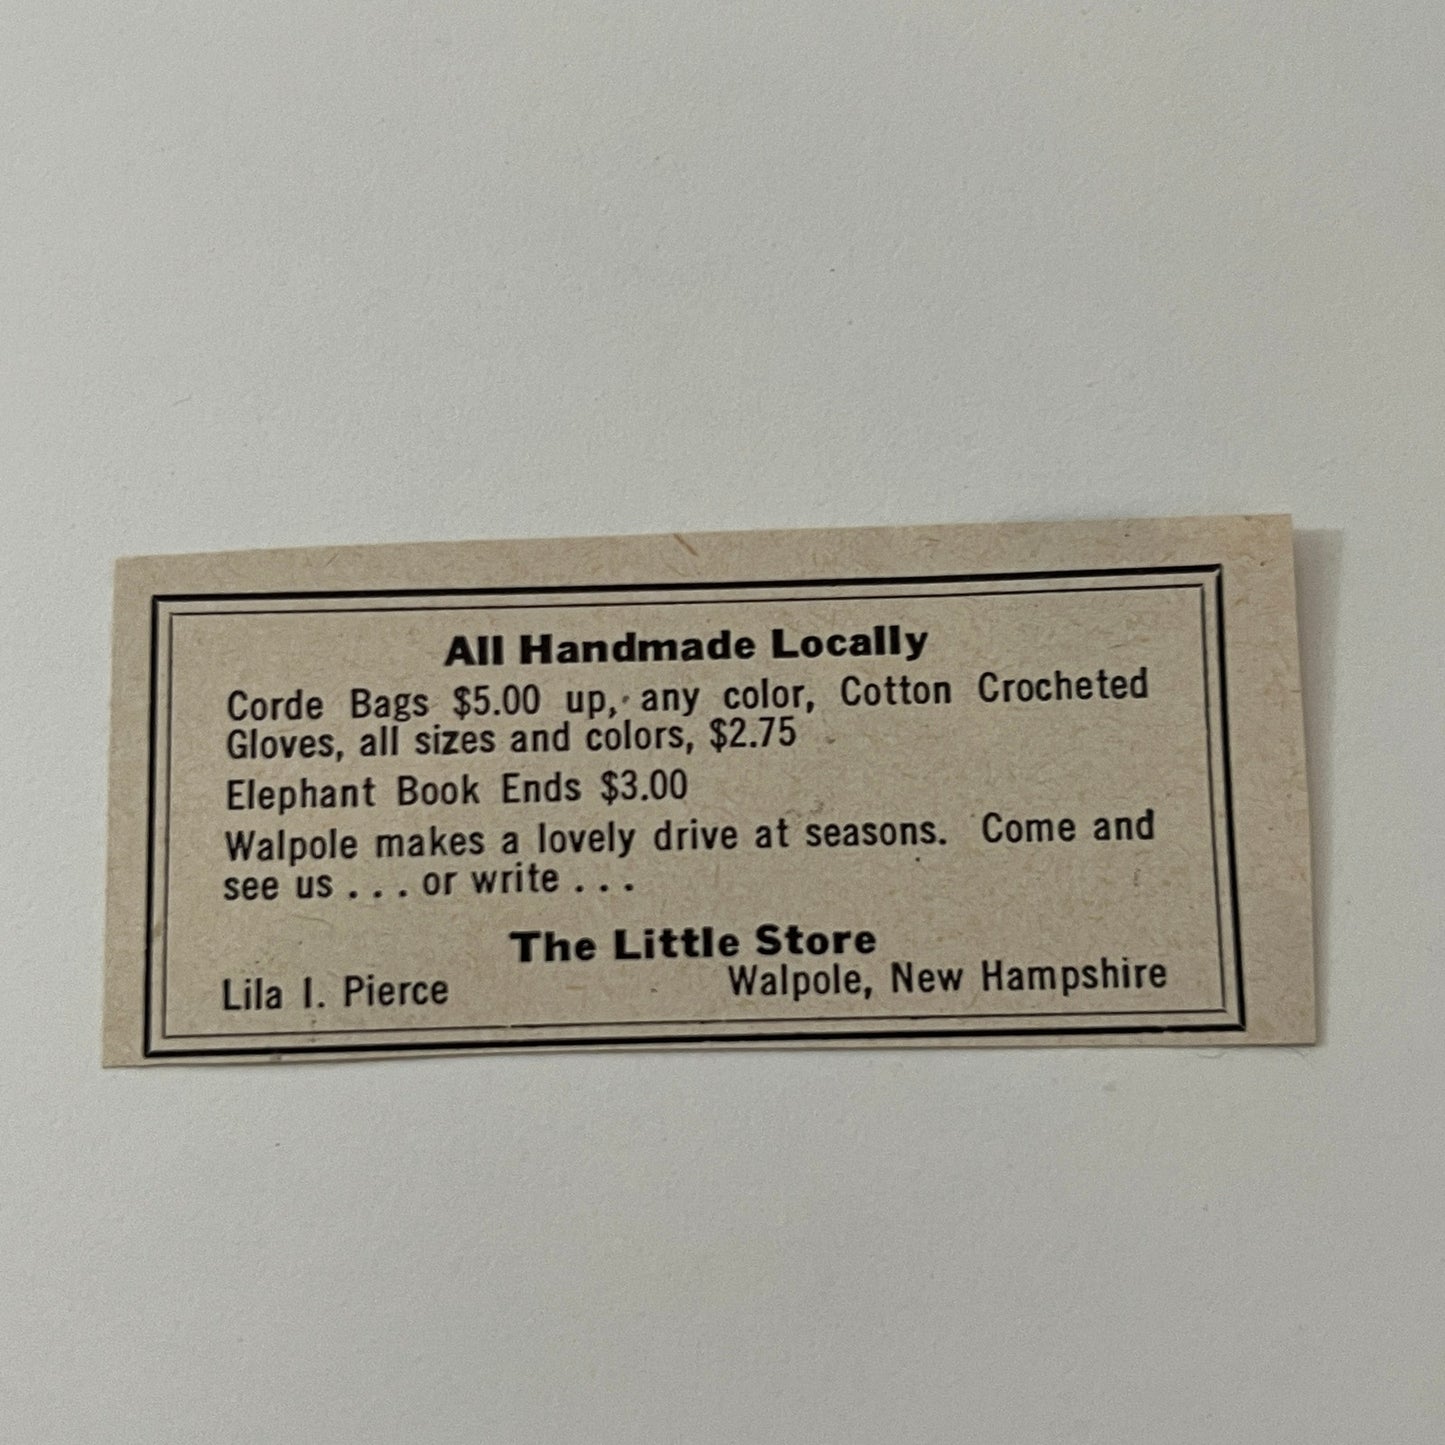 All Handmade Locally
Corde Bags $5.00 up, any color, Cotton Crocheted
Gloves, all sizes and colors, $2.75
Elephant Book Ends $3.00
Walpole makes a lovely drive at seasons. Come and
see us . . . or write . . .
The Little Store
Lila I. Pierce Walpole, New Hampshire